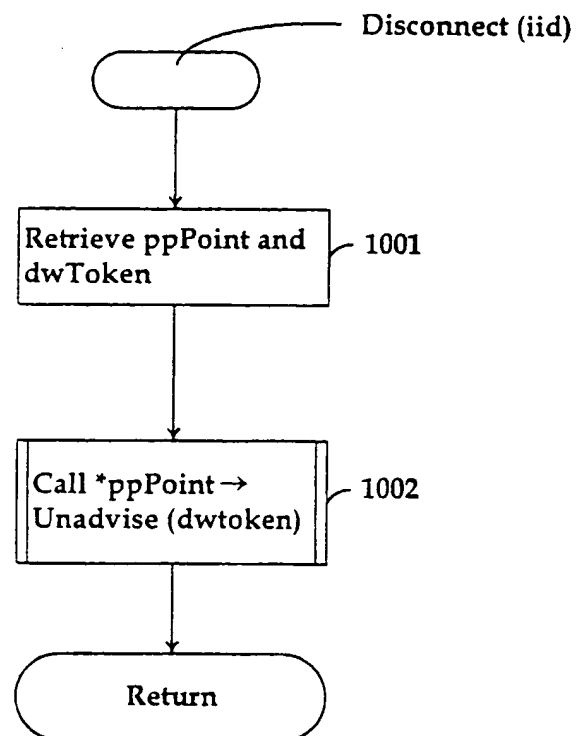 Disconnect (iid)
Retrieve ppPoint and
dwToken
1001
Call *ppPoint→
Unadvise (dwtoken)
1002
Return